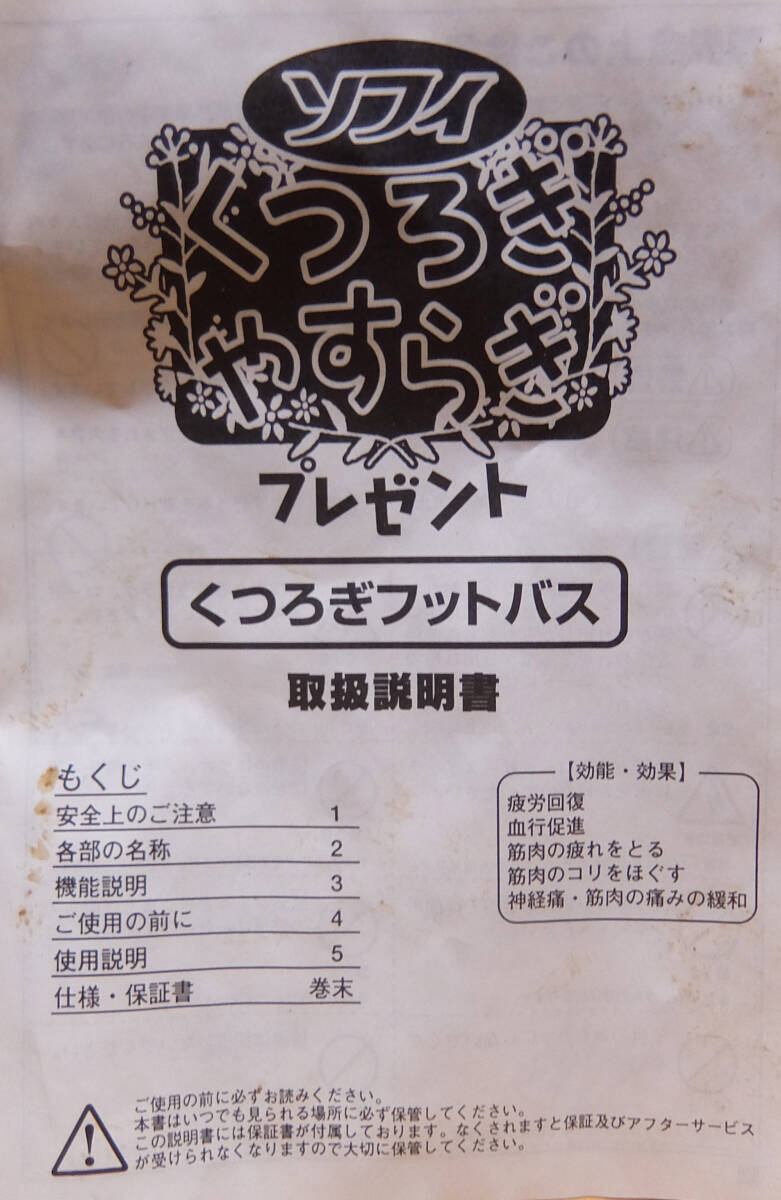 ソフィ
くつろぎ
やすらぎ
プレゼント
くつろぎフットバス
取扱説明書
もくじ
安全上のご注意 1
各部の名称 2
機能説明 3
ご使用の前に 4
使用説明 5
仕様・保証書 巻末
【効能・効果】
疲労回復
血行促進
筋肉の疲れをとる
筋肉のコリをほぐす
神経痛・筋肉の痛みの緩和
ご使用の前に必ずお読みください。
本書はいつでも見られる場所に必ず保管してください。
この説明書には保証書が付属しております。なくされますと保証及びアフターサービス
が受けられなくなりますので大切に保管してください。